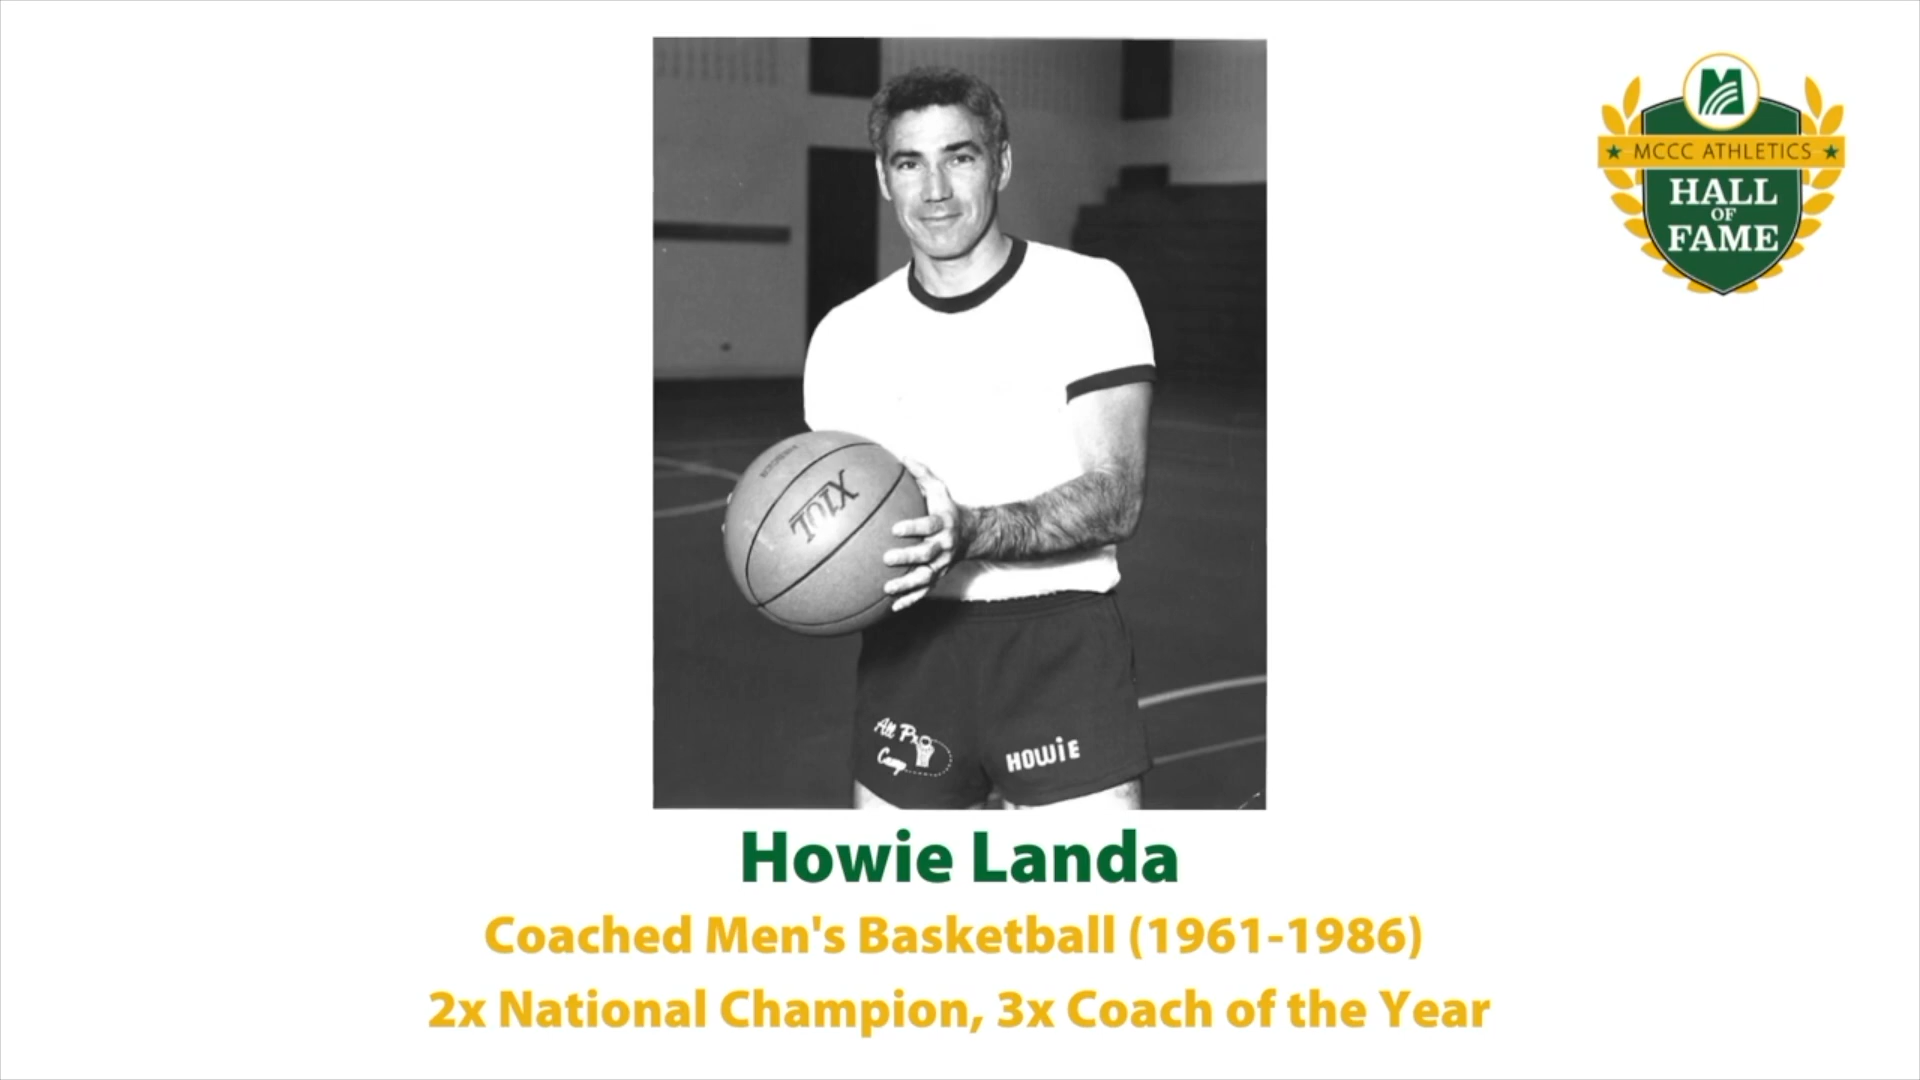 MCCC ATHLETICS
HALL
OF
FAME
All Pro
Camp
HOWiE
Howie Landa
Coached Men's Basketball (1961-1986)
2x National Champion, 3x Coach of the Year